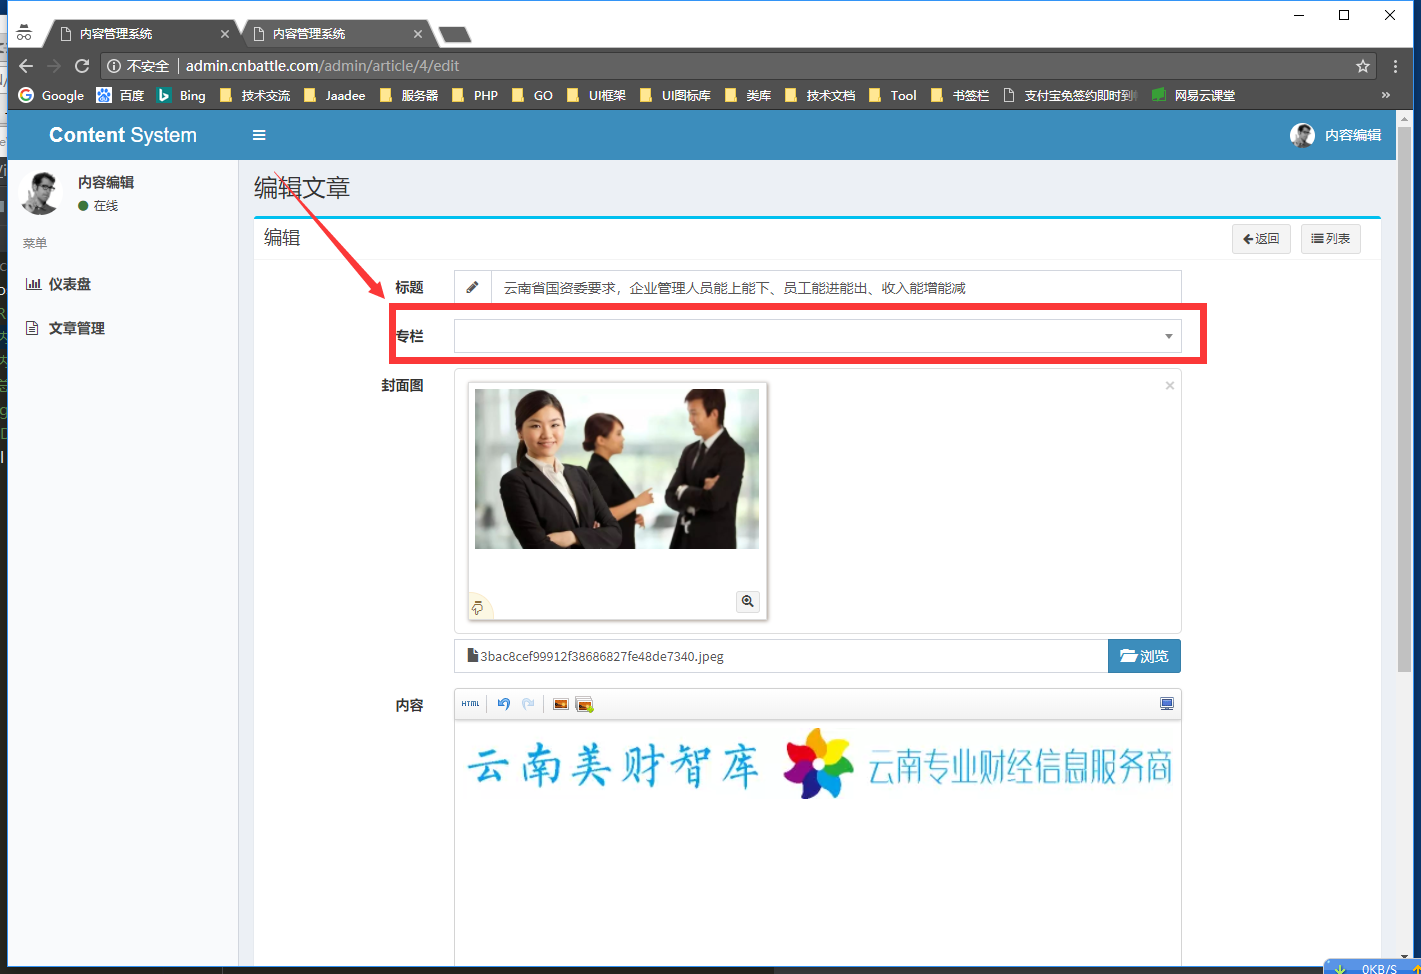 内容管理系统
内容管理系统
不安全 admin.cnbattle.com/admin/article/4/edit
Google 百度 Bing 技术交流 Jaadee 服务器 PHP GO UI框架 UI图标库 类库 技术文档 Tool 书签栏 支付宝免签约即时到 网易云课堂 »
Content System
内容编辑
内容编辑
在线
菜单
仪表盘
文章管理
编辑文章
编辑
返回
列表
标题
云南省国资委要求，企业管理人员能上能下、员工能进能出、收入能增能减
专栏
封面图
3bac8cef99912f38686827fe48de7340.jpeg
浏览
内容
HTML
云南美财智库 云南专业财经信息服务商
0KB/S